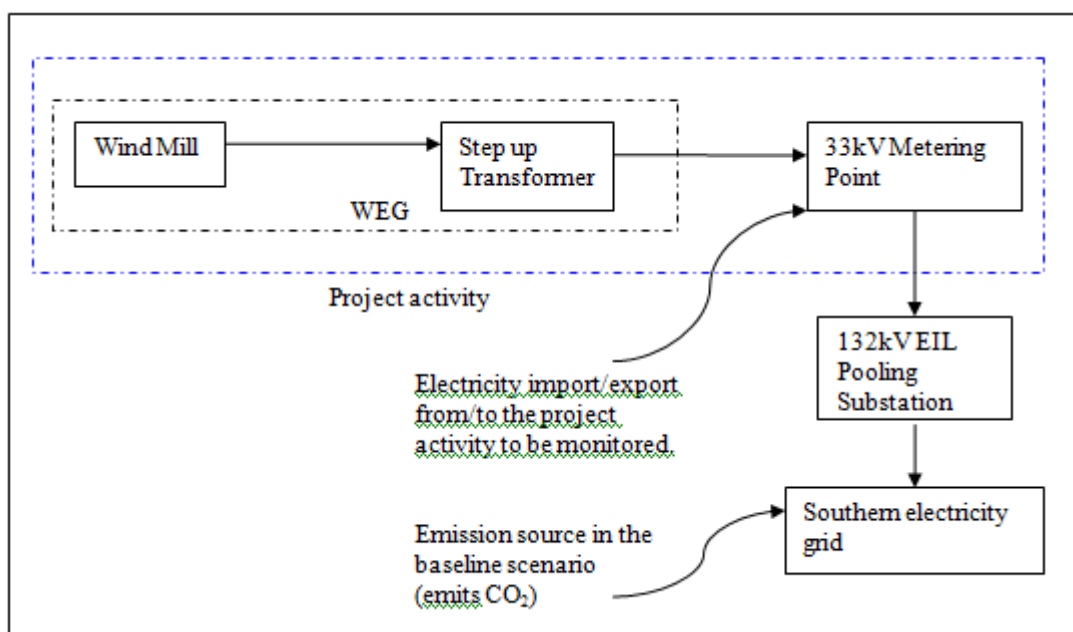 Wind Mill
Step up
Transformer
33kV Metering
Point
WEG
Project activity
132kV EIL
Pooling
Substation
Electricity import/export
from/to the project
activity to be monitored.
Southern electricity
grid
Emission source in the
baseline scenario
(emits CO₂)